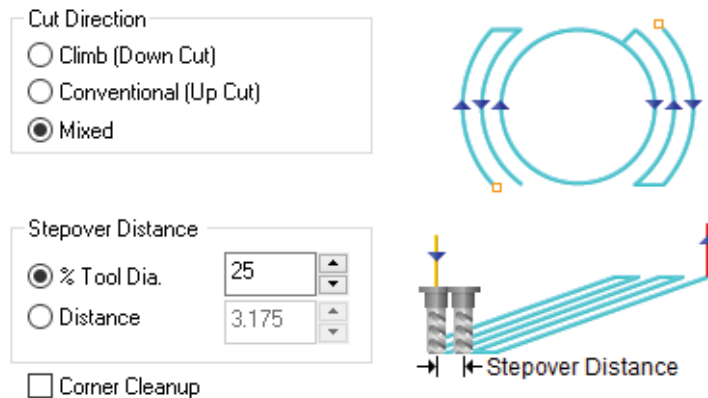 Cut Direction
Climb (Down Cut)
Conventional (Up Cut)
Mixed
Stepover Distance
% Tool Dia.
25
Distance
3.175
Stepover Distance
Corner Cleanup